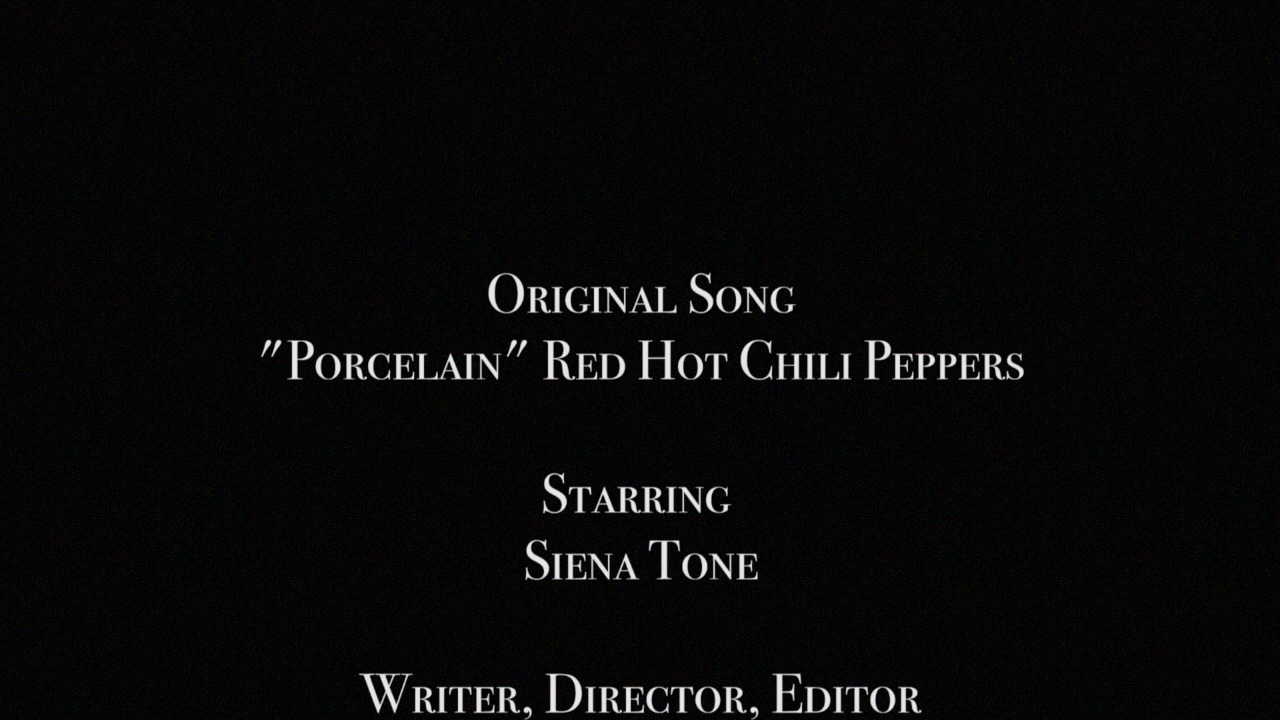 Original Song
"Porcelain" Red Hot Chili Peppers
Starring
Siena Tone
Writer, Director, Editor